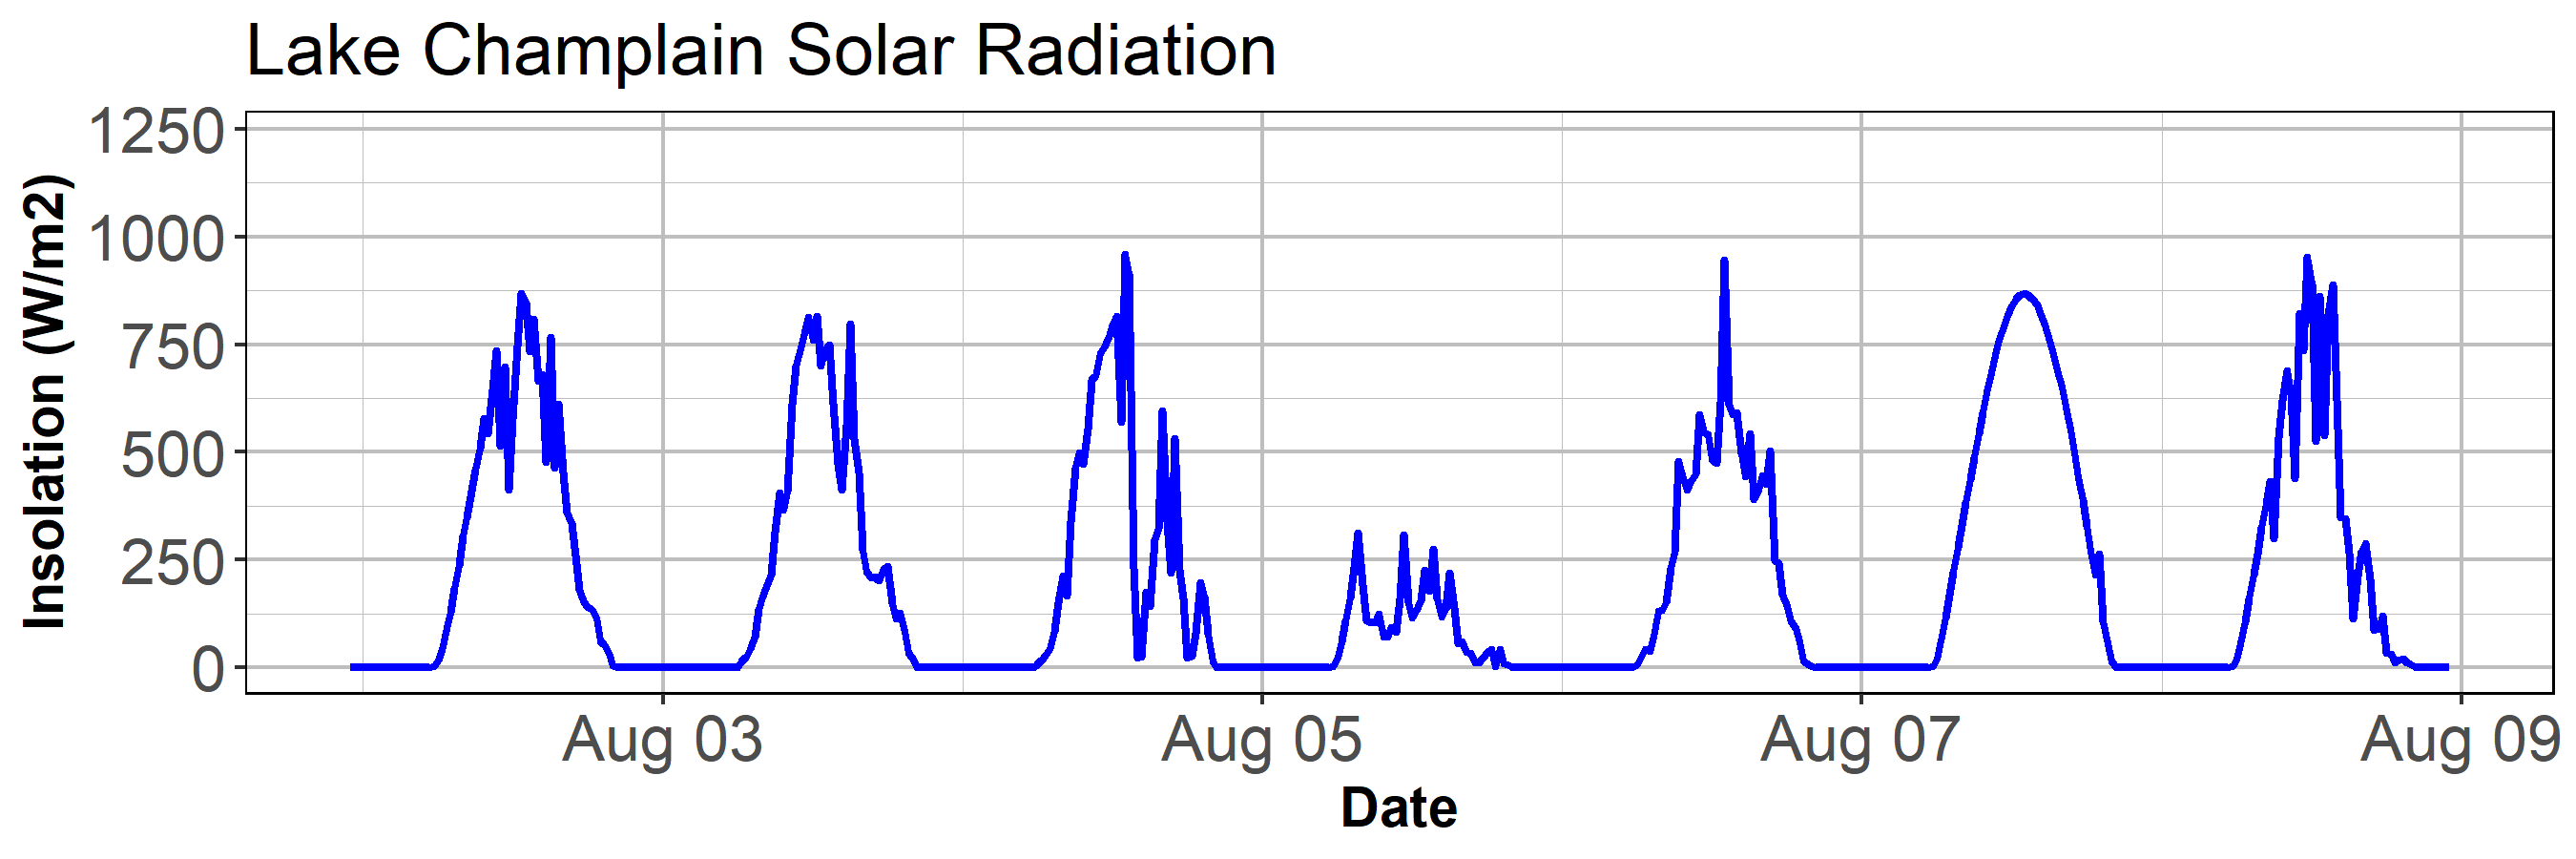 Lake Champlain Solar Radiation
1250
1000
750
500
250
0
Insolation (W/m2)
Aug 03 Aug 05 Aug 07 Aug 09
Date